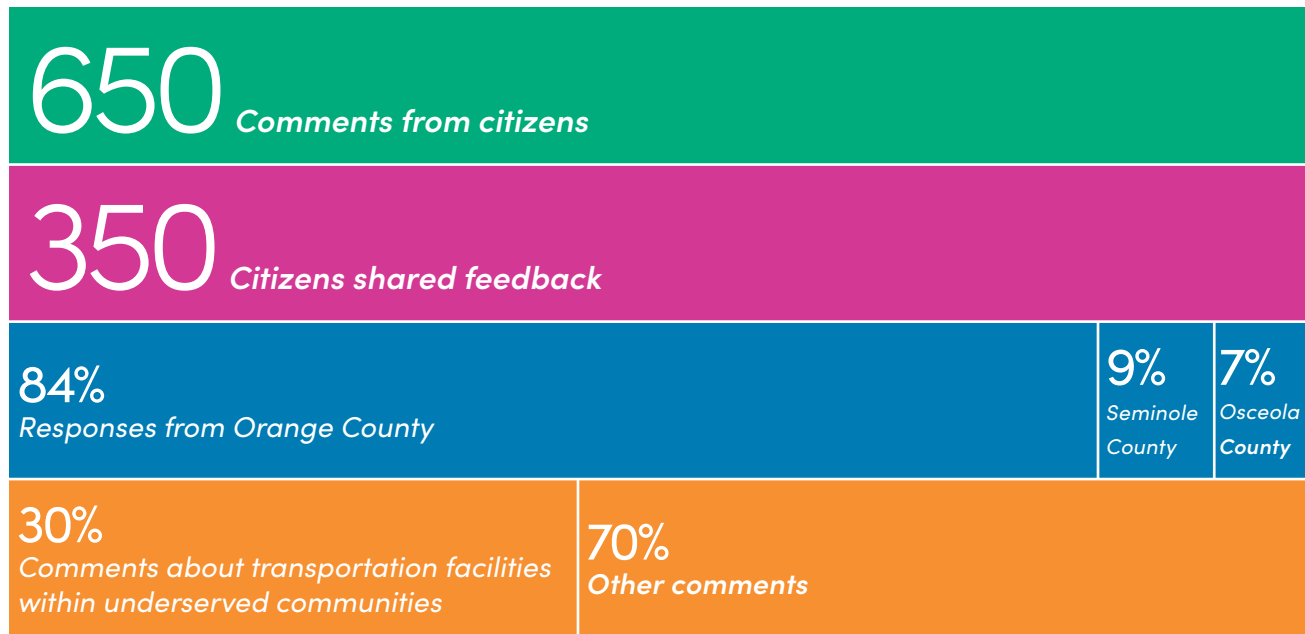 650 Comments from citizens
350 Citizens shared feedback
84%
Responses from Orange County
9%
Seminole
County
7%
Osceola
County
30%
Comments about transportation facilities
within underserved communities
70%
Other comments